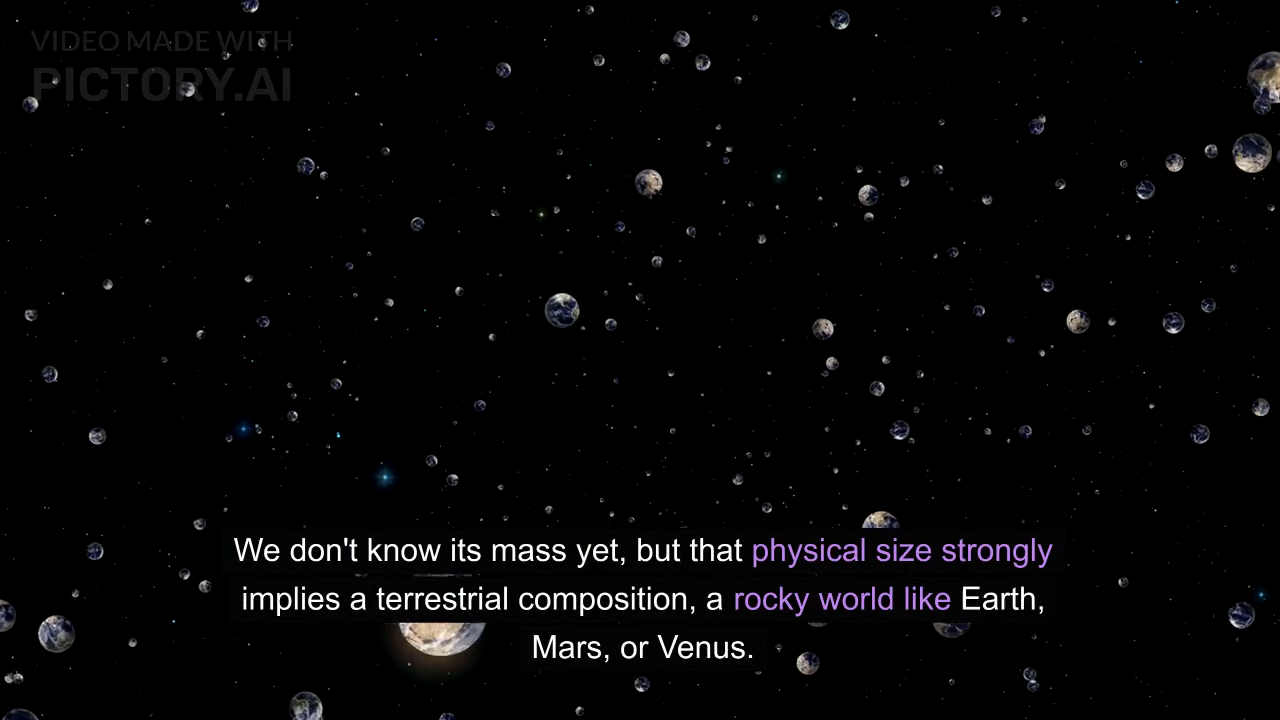 VIDEO MADE WITH
PICTORY.AI
We don't know its mass yet, but that physical size strongly
implies a terrestrial composition, a rocky world like Earth,
Mars, or Venus.